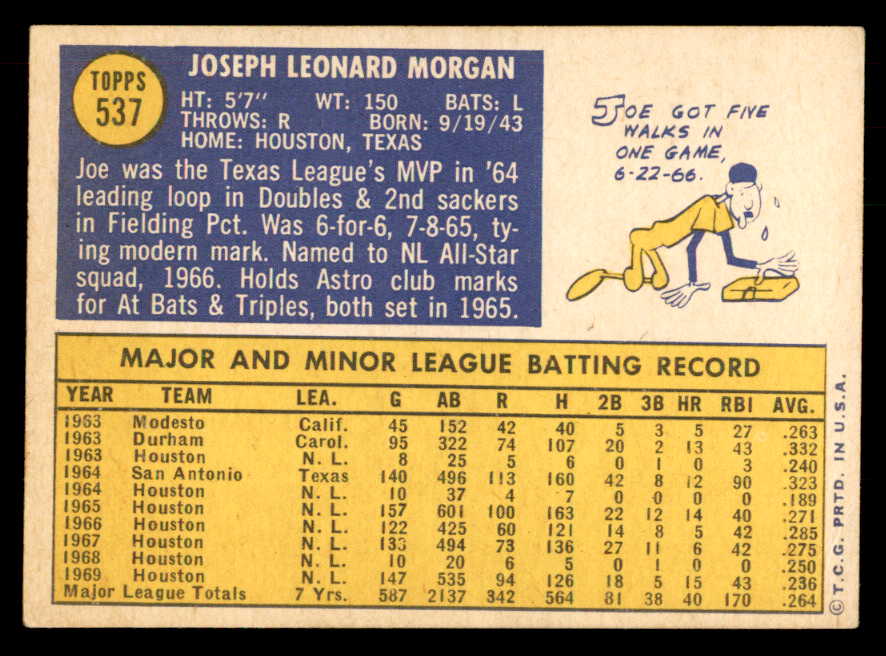 TOPPS
537
JOSEPH LEONARD MORGAN
HT: 5'7" WT: 150 BATS: L
THROWS: R BORN: 9/19/43
HOME: HOUSTON, TEXAS
Joe was the Texas League's MVP in '64
leading loop in Doubles & 2nd sackers
in Fielding Pct. Was 6-for-6, 7-8-65, ty-
ing modern mark. Named to NL All-Star
squad, 1966. Holds Astro club marks
for At Bats & Triples, both set in 1965.
JOE GOT FIVE
WALKS IN
ONE GAME,
6-22-66.
MAJOR AND MINOR LEAGUE BATTING RECORD
YEAR TEAM LEA. G AB R H 2B 3B HR RBI AVG.
1963 Modesto Calif. 45 152 42 40 5 3 5 27 .263
1963 Durham Carol. 95 322 74 107 20 2 13 43 .332
1963 Houston N. L. 8 25 5 6 0 1 0 3 .240
1964 San Antonio Texas 140 496 113 160 42 8 12 90 .323
1964 Houston N. L. 10 37 4 7 0 0 0 0 .189
1965 Houston N. L. 157 601 100 163 22 12 14 40 .271
1966 Houston N. L. 122 425 60 121 14 8 5 42 .285
1967 Houston N. L. 133 494 73 136 27 11 6 42 .275
1968 Houston N. L. 10 20 6 5 0 1 0 0 .250
1969 Houston N. L. 147 535 94 126 18 5 15 43 .236
Major League Totals 7 Yrs. 587 2137 342 564 81 38 40 170 .264
© T.C.G. PRTD. IN U.S.A.